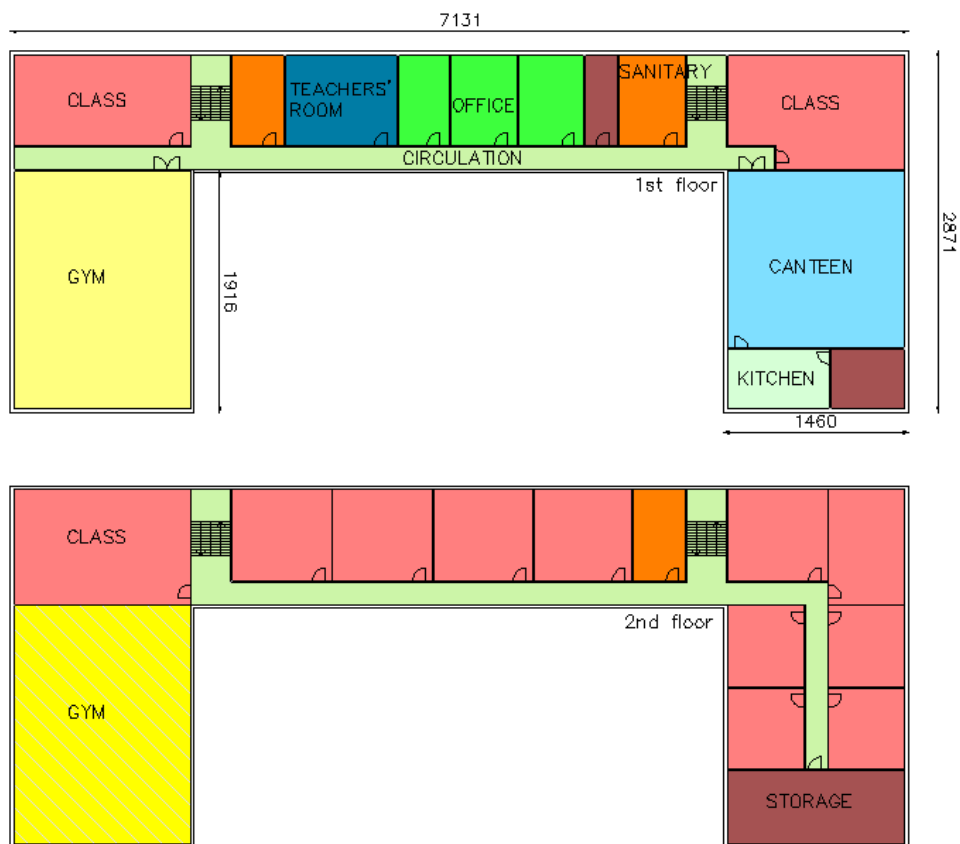 7131
CLASS
TEACHERS'
ROOM
OFFICE
SANITARY
CLASS
CIRCULATION
1st floor
GYM
1916
CANTEEN
2871
KITCHEN
1460
CLASS
2nd floor
GYM
STORAGE